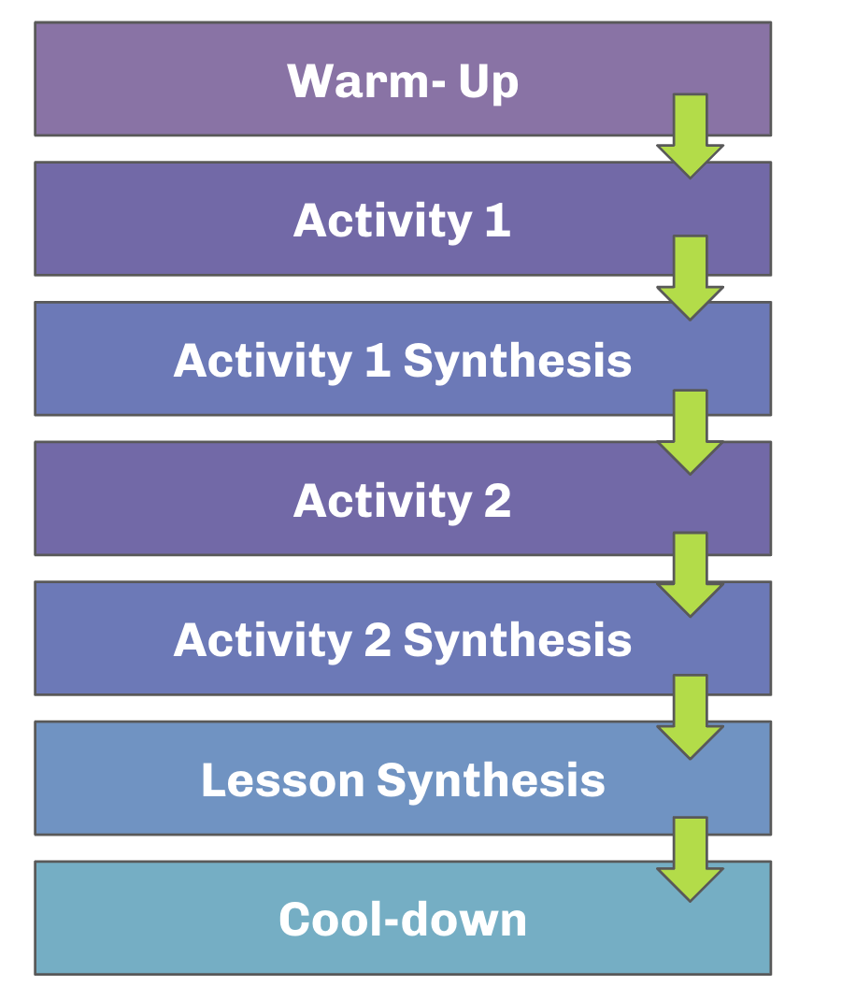 Warm- Up
Activity 1
Activity 1 Synthesis
Activity 2
Activity 2 Synthesis
Lesson Synthesis
Cool-down